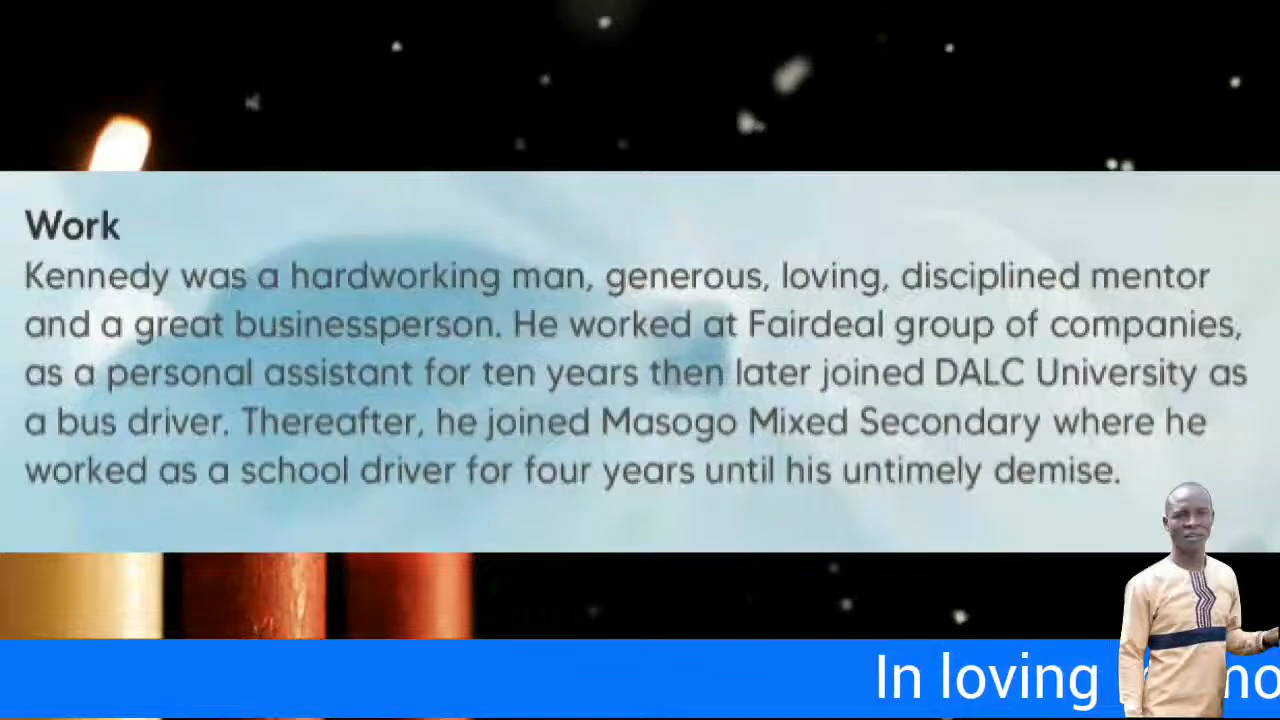 Work
Kennedy was a hardworking man, generous, loving, disciplined mentor
and a great businessperson. He worked at Fairdeal group of companies,
as a personal assistant for ten years then later joined DALC University as
a bus driver. Thereafter, he joined Masogo Mixed Secondary where he
worked as a school driver for four years until his untimely demise.
In loving